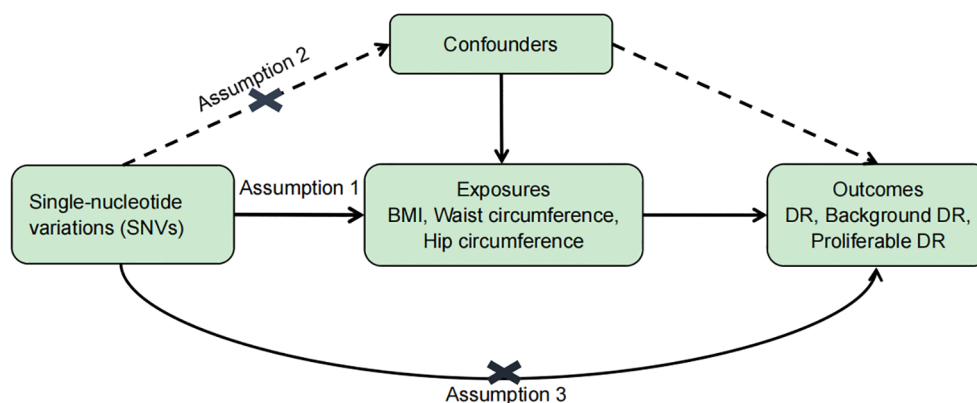 Confounders
Assumption 2
Single-nucleotide
variations (SNVs)
Assumption 1
Exposures
BMI, Waist circumference,
Hip circumference
Outcomes
DR, Background DR,
Proliferable DR
Assumption 3